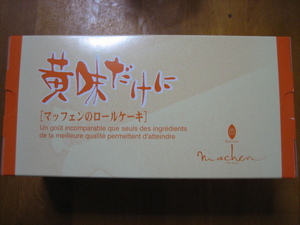 黄味だけに
[マッフェンのロールケーキ]
Un goût incomparable que seuls des ingrédients
de la meilleure qualité permettent d'atteindre
machen